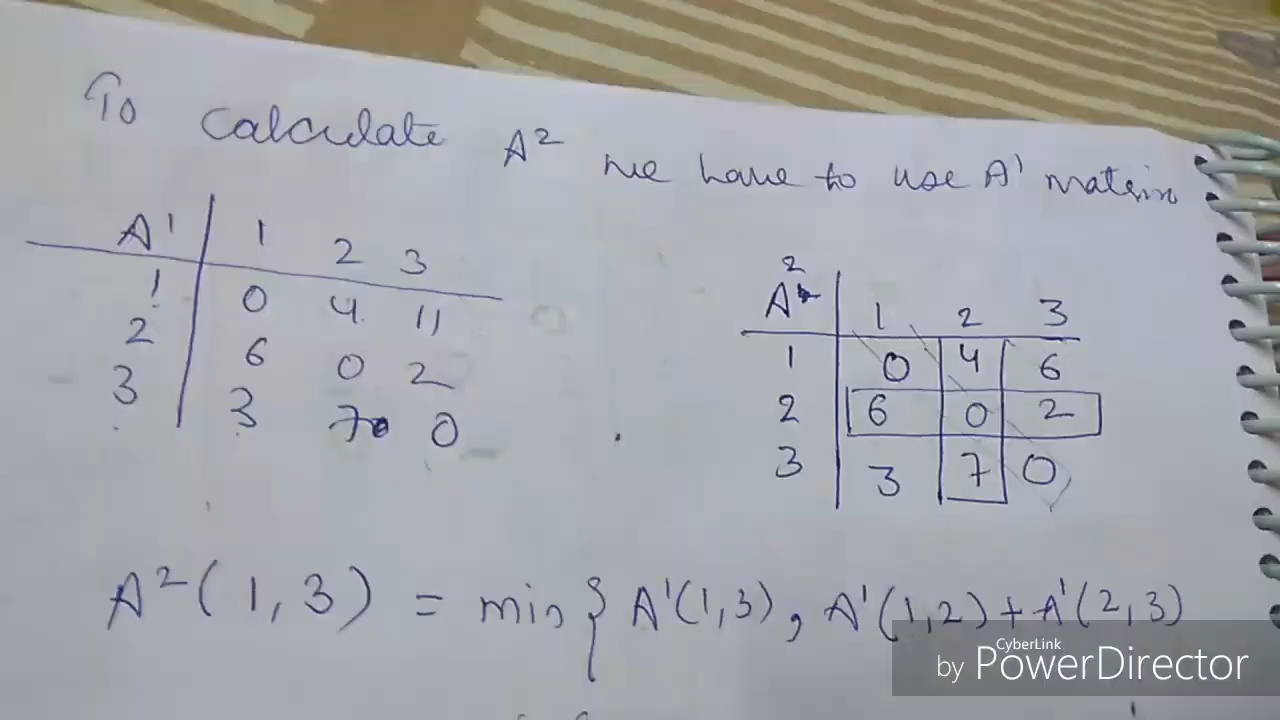 To Calculate A² we have to use A¹ matrix
A¹ 1 2 3
1 0 4 11
2 6 0 2
3 3 7 0
A² 1 2 3
1 0 4 6
2 6 0 2
3 3 7 0
A²(1,3) = min { A¹(1,3), A¹(1,2) + A¹(2,3)
CyberLink
by PowerDirector